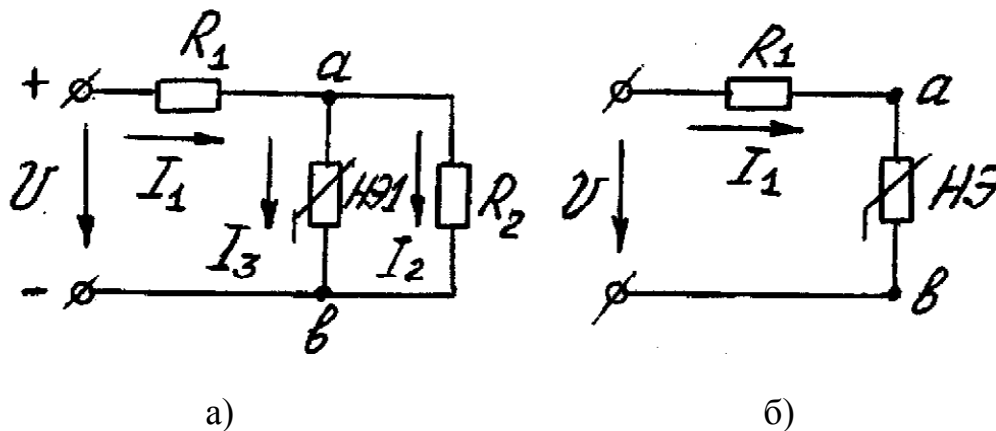 R₁ a
+
U I₁ НЭ1 R₂
I₃ I₂
-
в
R₁ a
U I₁ НЭ
в
а) б)